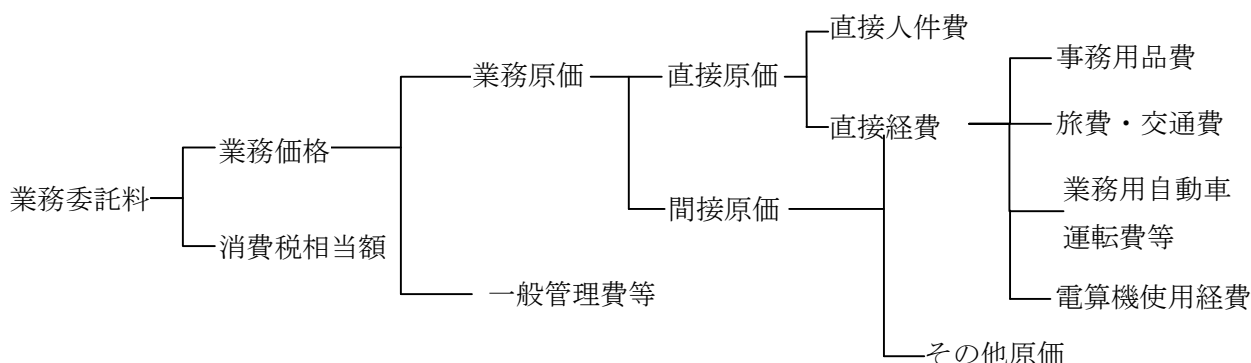 直接人件費
事務用品費
業務原価
直接原価
直接経費
旅費・交通費
業務価格
業務委託料
間接原価
業務用自動車
運転費等
消費税相当額
一般管理費等
電算機使用経費
その他原価